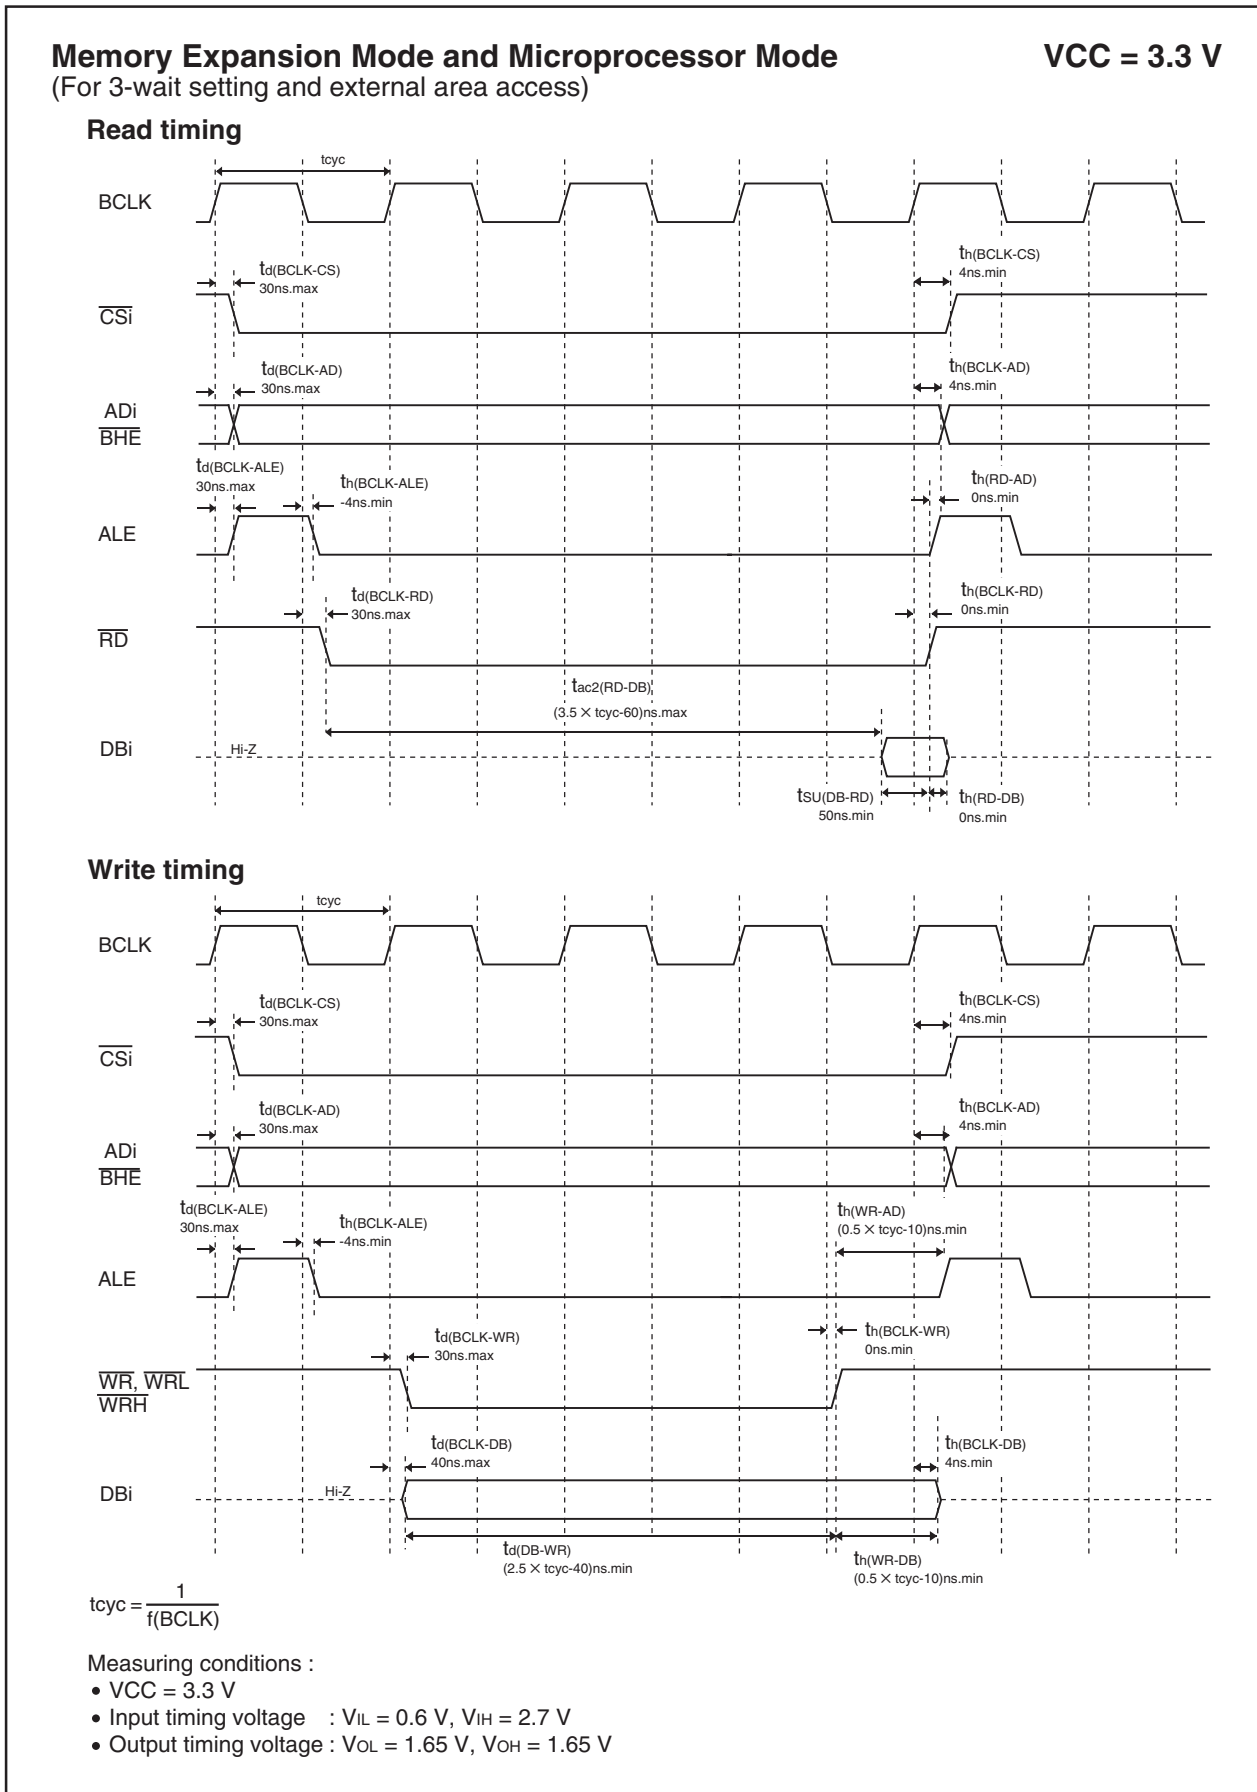 Memory Expansion Mode and Microprocessor Mode VCC = 3.3 V
(For 3-wait setting and external area access)
Read timing
tcyc
BCLK
td(BCLK-CS)
30ns.max
th(BCLK-CS)
4ns.min
CSi
td(BCLK-AD)
30ns.max
th(BCLK-AD)
4ns.min
ADi
BHE
td(BCLK-ALE)
30ns.max
th(BCLK-ALE)
-4ns.min
th(RD-AD)
0ns.min
ALE
td(BCLK-RD)
30ns.max
th(BCLK-RD)
0ns.min
RD
tac2(RD-DB)
(3.5 × tcyc-60)ns.max
DBi
Hi-Z
tSU(DB-RD)
50ns.min
th(RD-DB)
0ns.min
Write timing
tcyc
BCLK
td(BCLK-CS)
30ns.max
th(BCLK-CS)
4ns.min
CSi
td(BCLK-AD)
30ns.max
th(BCLK-AD)
4ns.min
ADi
BHE
td(BCLK-ALE)
30ns.max
th(BCLK-ALE)
-4ns.min
th(WR-AD)
(0.5 × tcyc-10)ns.min
ALE
td(BCLK-WR)
30ns.max
th(BCLK-WR)
0ns.min
WR, WRL
WRH
td(BCLK-DB)
40ns.max
th(BCLK-DB)
4ns.min
DBi
Hi-Z
td(DB-WR)
(2.5 × tcyc-40)ns.min
th(WR-DB)
(0.5 × tcyc-10)ns.min
tcyc = 1
f(BCLK)
Measuring conditions :
• VCC = 3.3 V
• Input timing voltage : VIL = 0.6 V, VIH = 2.7 V
• Output timing voltage : VOL = 1.65 V, VOH = 1.65 V